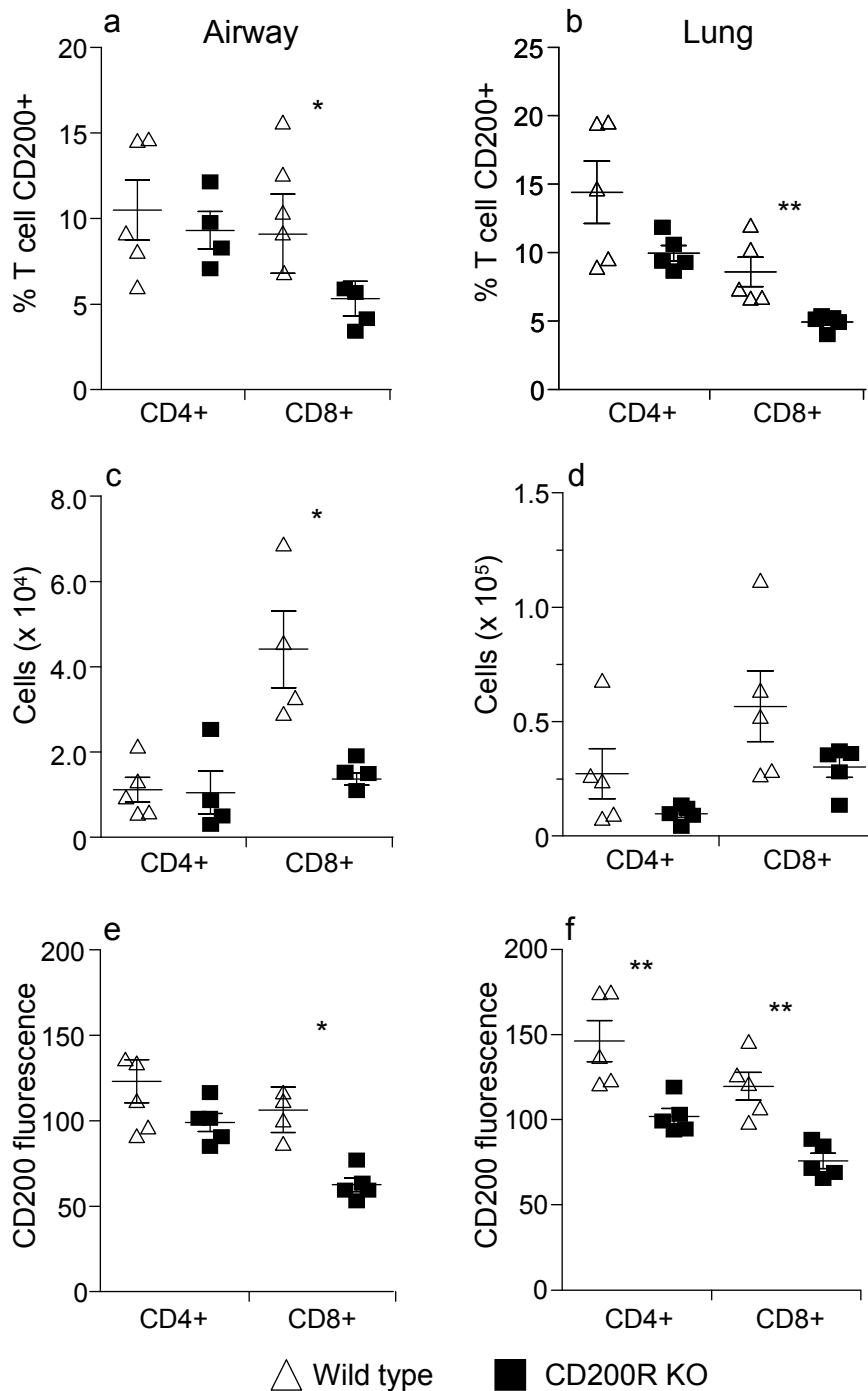 a
Airway
% T cell CD200+
20
15
10
5
0
*
CD4+
CD8+
b
Lung
% T cell CD200+
25
20
15
10
5
0
**
CD4+
CD8+
c
Cells (x 10⁴)
8.0
6.0
4.0
2.0
0
*
CD4+
CD8+
d
Cells (x 10⁵)
1.5
1.0
0.5
0
CD4+
CD8+
e
CD200 fluorescence
200
150
100
50
0
*
CD4+
CD8+
f
CD200 fluorescence
200
150
100
50
0
**
**
CD4+
CD8+
Wild type
CD200R KO